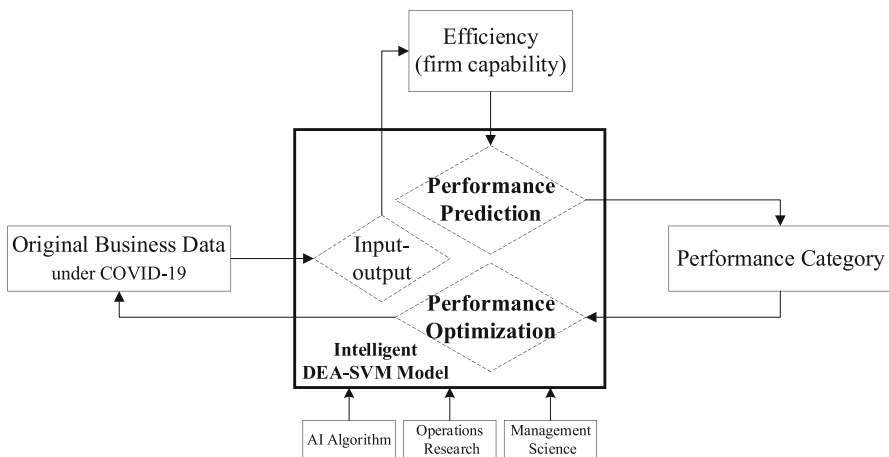 Efficiency
(firm capability)
Performance
Prediction
Original Business Data
under COVID-19
Input-
output
Performance Category
Performance
Optimization
Intelligent
DEA-SVM Model
AI Algorithm
Operations
Research
Management
Science